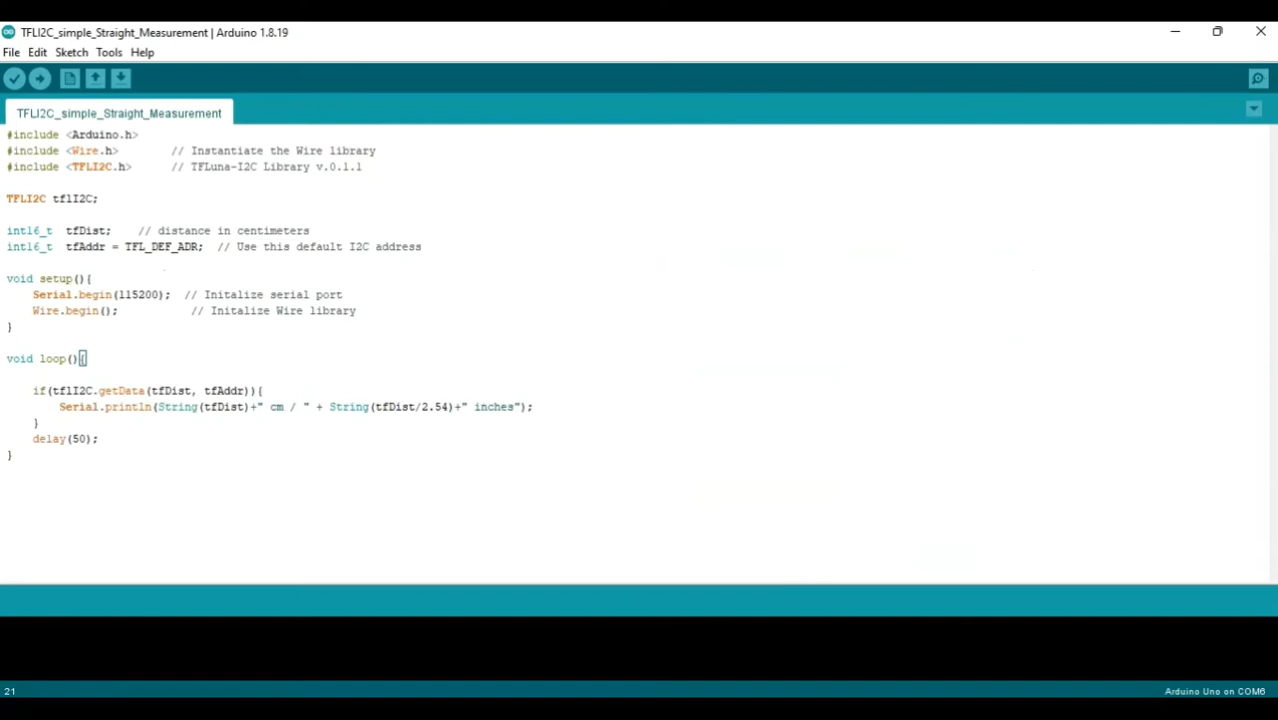 TFLI2C_simple_Straight_Measurement | Arduino 1.8.19
File Edit Sketch Tools Help
TFLI2C_simple_Straight_Measurement
#include <Arduino.h>
#include <Wire.h>        // Instantiate the Wire library
#include <TFLI2C.h>      // TFLuna-I2C Library v.0.1.1
TFLI2C tflI2C;
int16_t  tfDist;    // distance in centimeters
int16_t  tfAddr = TFL_DEF_ADR;  // Use this default I2C address
void setup(){
    Serial.begin(115200);  // Initalize serial port
    Wire.begin();           // Initalize Wire library
}
void loop(){
    if(tflI2C.getData(tfDist, tfAddr)){
        Serial.println(String(tfDist)+" cm / " + String(tfDist/2.54)+" inches");
    }
    delay(50);
}
21
Arduino Uno on COM6